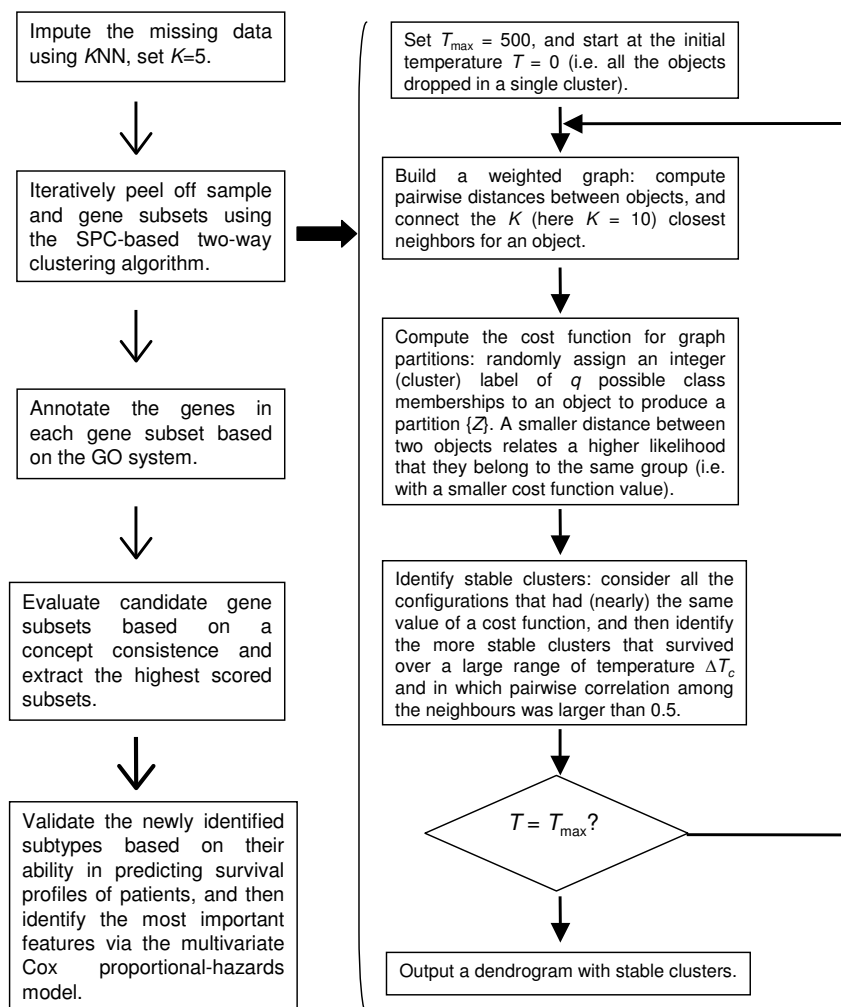 Impute the missing data
using KNN, set K=5.
Iteratively peel off sample
and gene subsets using
the SPC-based two-way
clustering algorithm.
Annotate the genes in
each gene subset based
on the GO system.
Evaluate candidate gene
subsets based on a
concept consistence and
extract the highest scored
subsets.
Validate the newly identified
subtypes based on their
ability in predicting survival
profiles of patients, and then
identify the most important
features via the multivariate
Cox proportional-hazards
model.
Set Tmax = 500, and start at the initial
temperature T = 0 (i.e. all the objects
dropped in a single cluster).
Build a weighted graph: compute
pairwise distances between objects, and
connect the K (here K = 10) closest
neighbors for an object.
Compute the cost function for graph
partitions: randomly assign an integer
(cluster) label of q possible class
memberships to an object to produce a
partition {Z}. A smaller distance between
two objects relates a higher likelihood
that they belong to the same group (i.e.
with a smaller cost function value).
Identify stable clusters: consider all the
configurations that had (nearly) the same
value of a cost function, and then identify
the more stable clusters that survived
over a large range of temperature ΔTc
and in which pairwise correlation among
the neighbours was larger than 0.5.
T = Tmax?
Output a dendrogram with stable clusters.